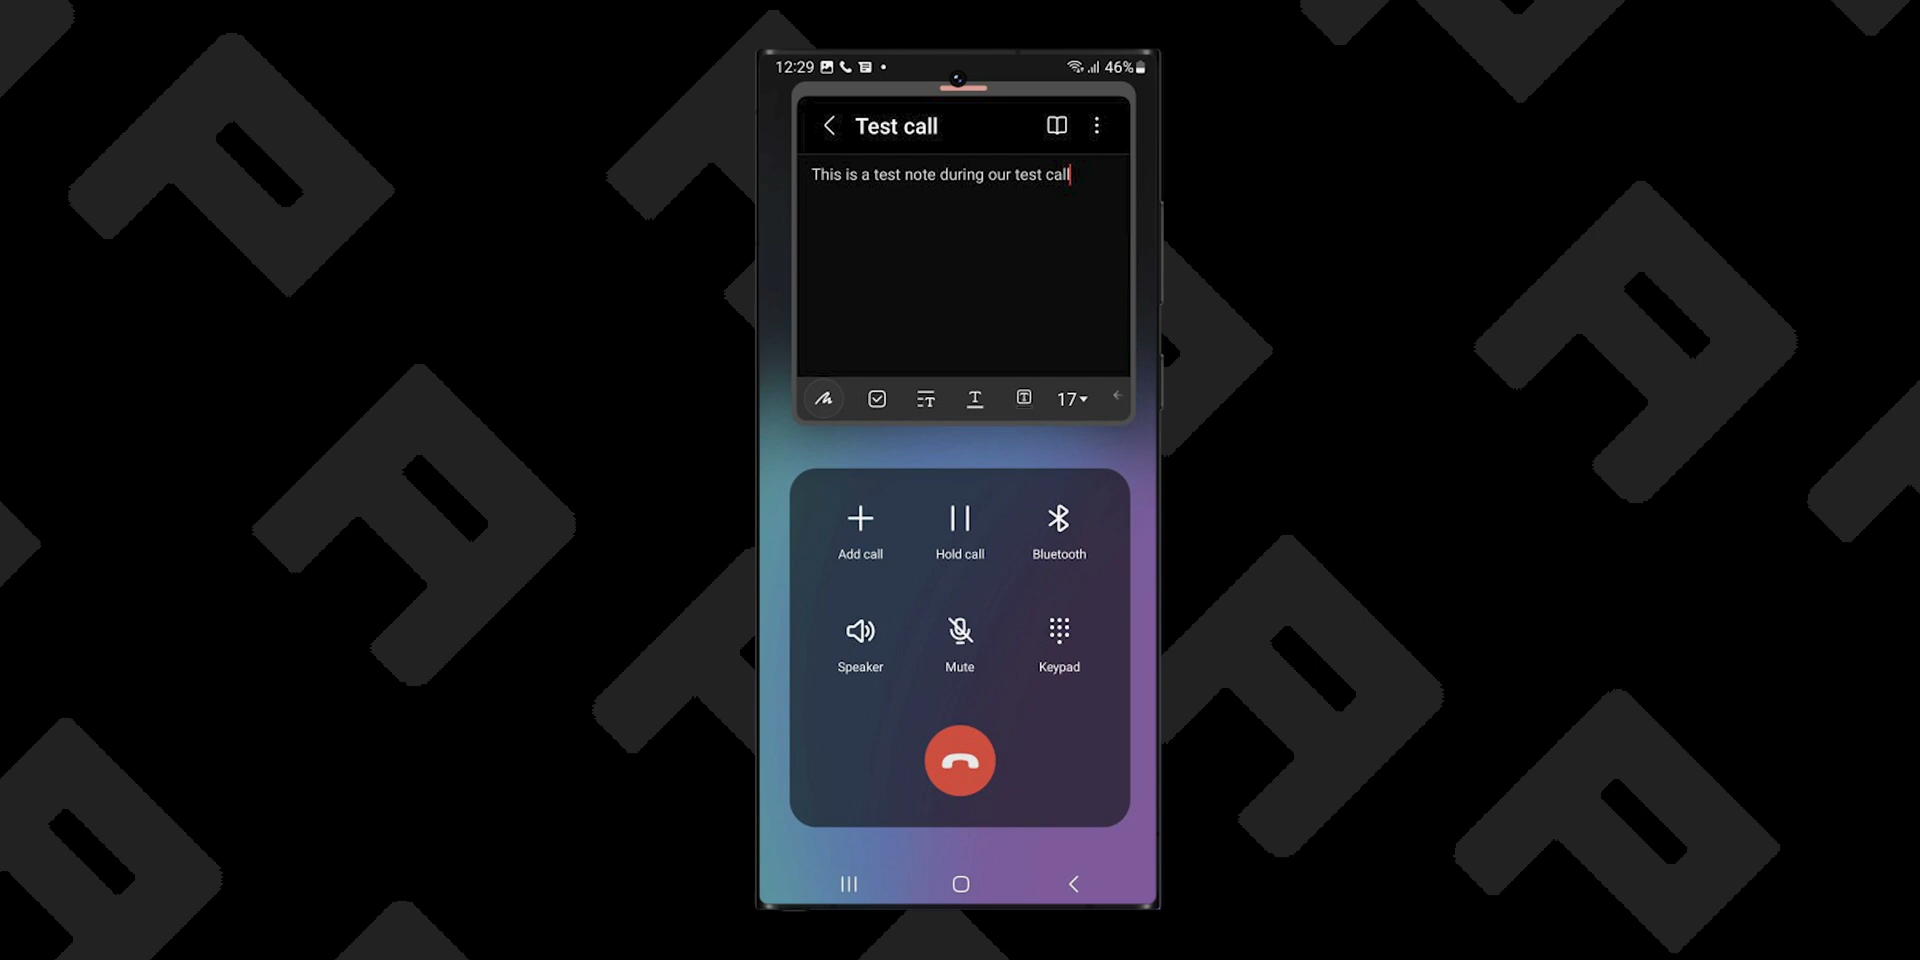 12:29 46%
Test call
This is a test note during our test call
17
Add call Hold call Bluetooth
Speaker Mute Keypad